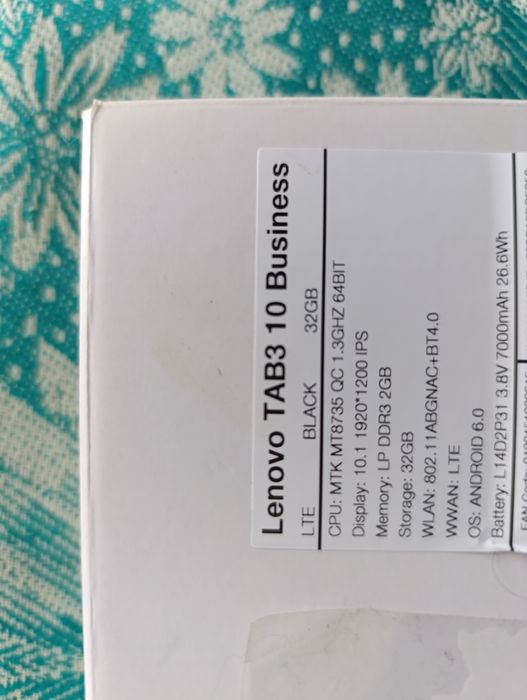 Lenovo TAB3 10 Business
LTE BLACK 32GB
CPU: MTK MT8735 QC 1.3GHZ 64BIT
Display: 10.1 1920*1200 IPS
Memory: LP DDR3 2GB
Storage: 32GB
WLAN: 802.11ABGNAC+BT4.0
WWAN: LTE
OS: ANDROID 6.0
Battery: L14D2P31 3.8V 7000mAh 26.6Wh